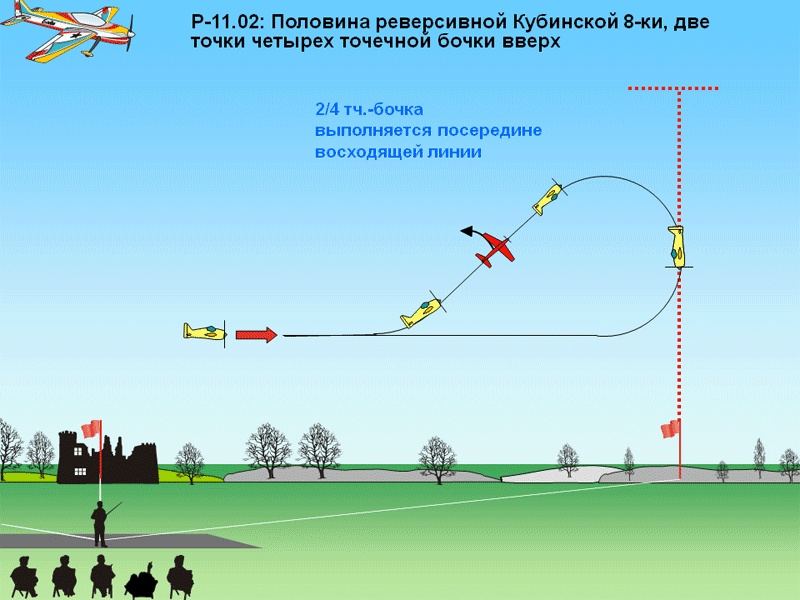 Р-11.02: Половина реверсивной Кубинской 8-ки, две
точки четырех точечной бочки вверх
2/4 тч.-бочка
выполняется посередине
восходящей линии